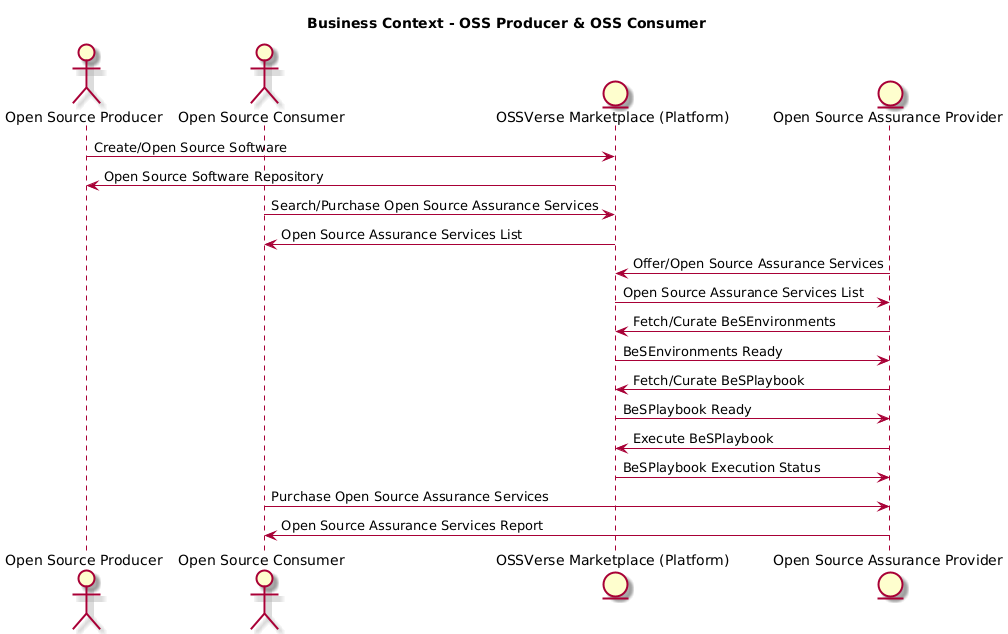 Business Context - OSS Producer & OSS Consumer
Open Source Producer
Open Source Consumer
OSSVerse Marketplace (Platform)
Open Source Assurance Provider
Create/Open Source Software
Open Source Software Repository
Search/Purchase Open Source Assurance Services
Open Source Assurance Services List
Offer/Open Source Assurance Services
Open Source Assurance Services List
Fetch/Curate BeSEnvironments
BeSEnvironments Ready
Fetch/Curate BeSPlaybook
BeSPlaybook Ready
Execute BeSPlaybook
BeSPlaybook Execution Status
Purchase Open Source Assurance Services
Open Source Assurance Services Report
Open Source Producer
Open Source Consumer
OSSVerse Marketplace (Platform)
Open Source Assurance Provider